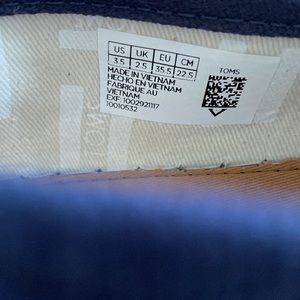 US UK EU CM
3.5 2.5 35.5 22.5
MADE IN VIETNAM
HECHO EN VIETNAM
FABRIQUE AU
VIETNAM
EXF: 1002921117
10010532
TOMS